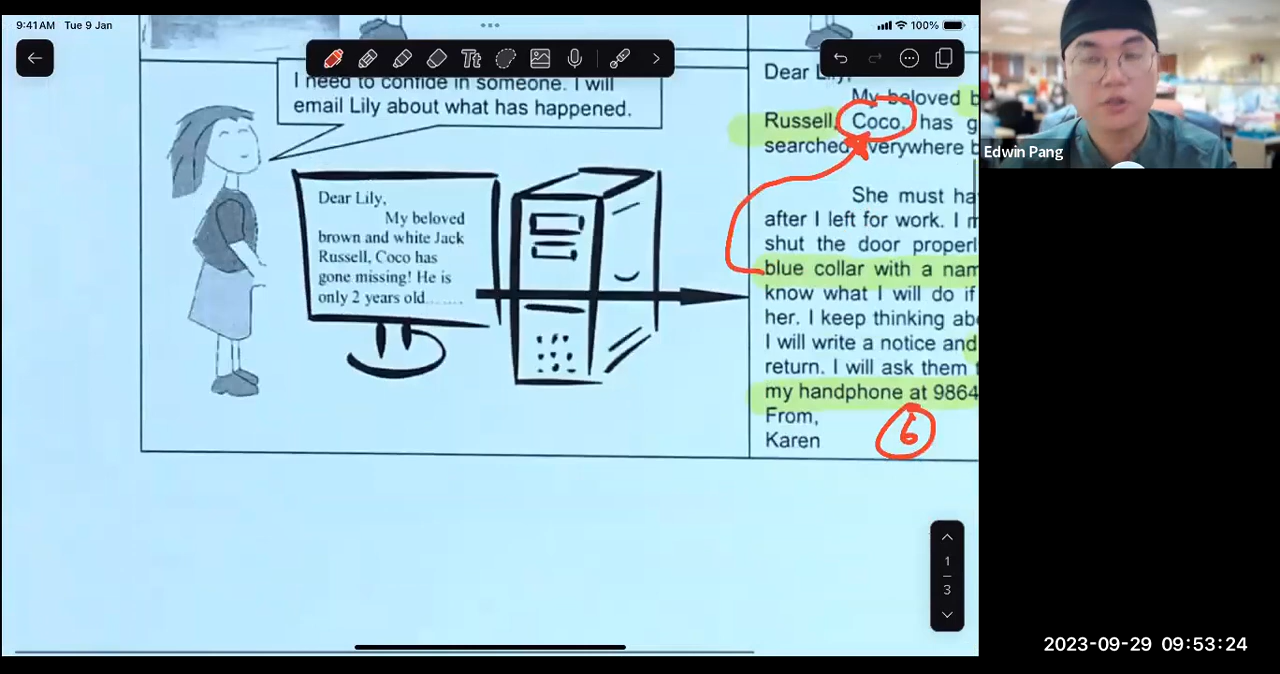 9:41 AM Tue 9 Jan
100%
Tt
I need to confide in someone. I will
email Lily about what has happened.
Dear Lily,
My beloved
brown and white Jack
Russell, Coco has
gone missing! He is
only 2 years old........
Dear Lily,
My beloved b
Russell, Coco, has g
searched everywhere b
She must ha
after I left for work. I m
shut the door properl
blue collar with a nam
know what I will do if
her. I keep thinking abo
I will write a notice and
return. I will ask them
my handphone at 9864
From,
Karen
6
1
3
Edwin Pang
2023-09-29 09:53:24